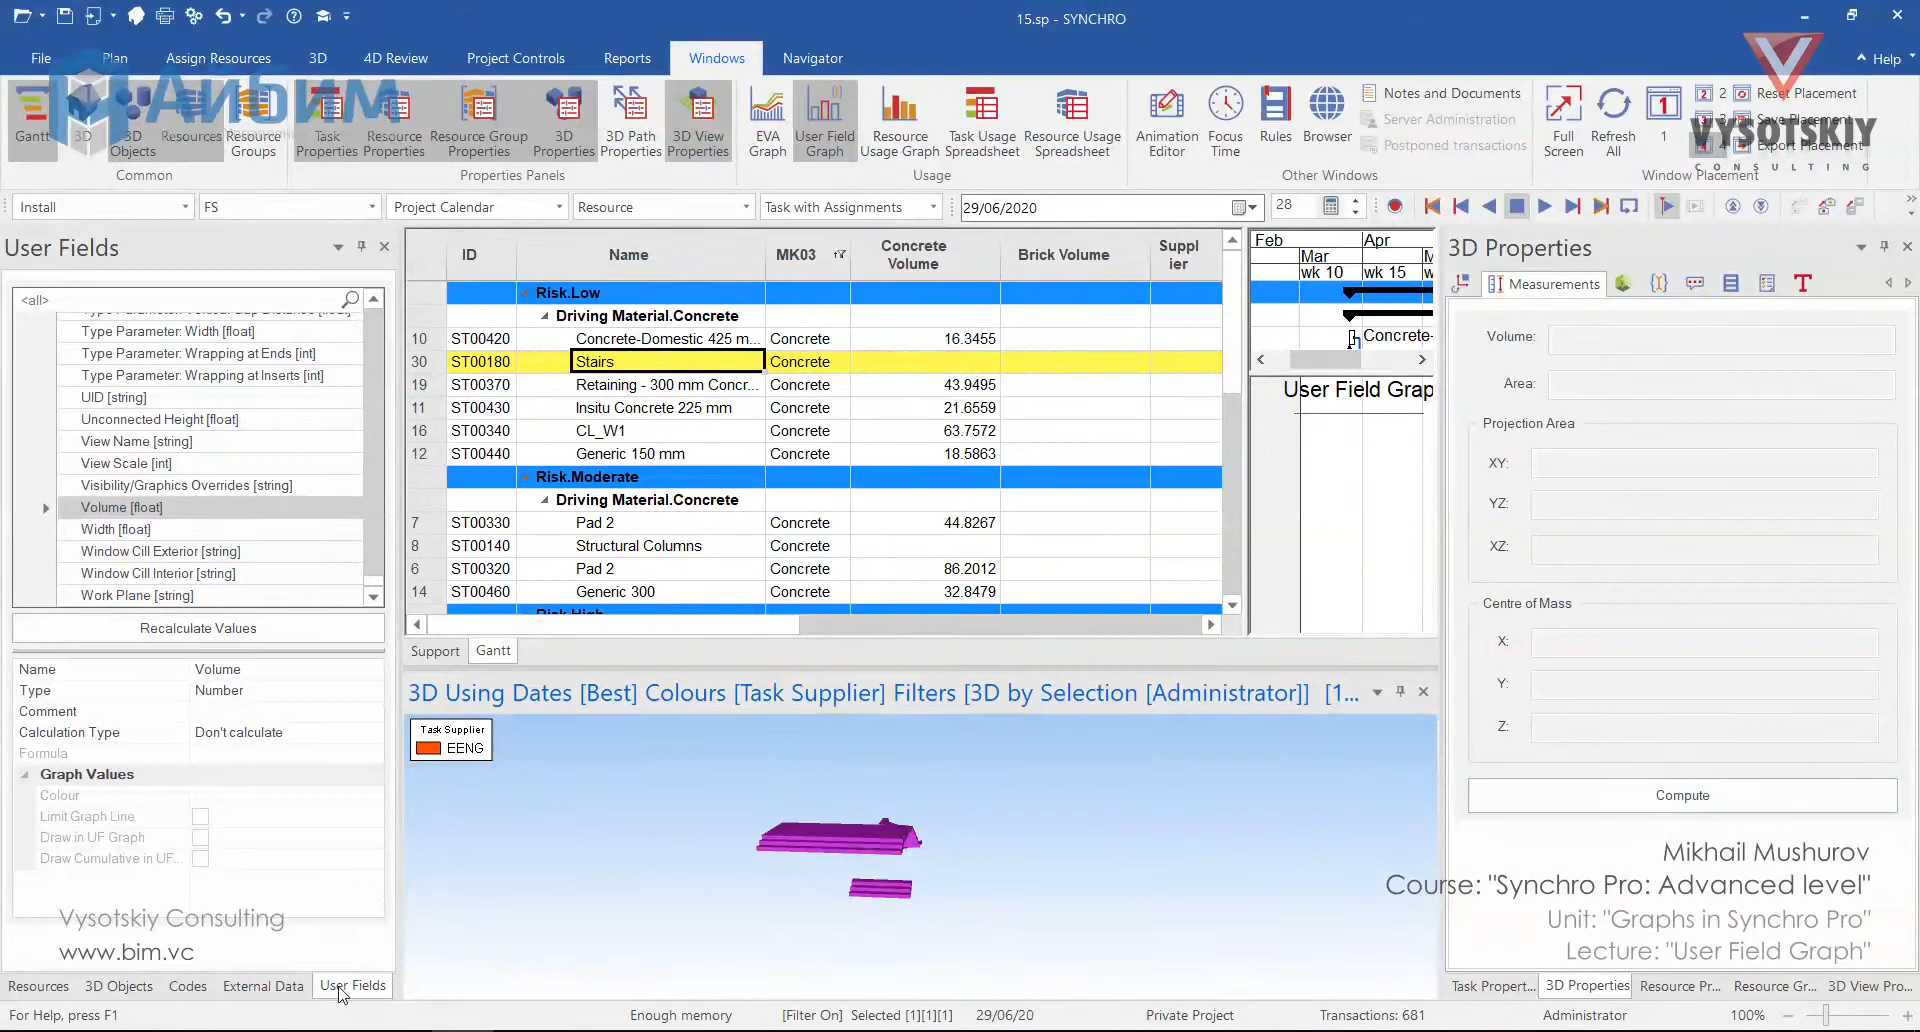 15.sp - SYNCHRO
File Plan Assign Resources 3D 4D Review Project Controls Reports Windows Navigator Help
Айбим
Gantt 3D 3D Objects Resources Resource Groups Task Properties Resource Properties Resource Group Properties 3D Properties 3D Path Properties 3D View Properties EVA Graph User Field Graph Resource Usage Graph Task Usage Spreadsheet Resource Usage Spreadsheet Animation Editor Focus Time Rules Browser Notes and Documents Server Administration Postponed transactions Full Screen Refresh All 1 2 Reset Placement Save Placement Export Placement
VYSOTSKIY
CONSULTING
Common Properties Panels Usage Other Windows Window Placement
Install FS Project Calendar Resource Task with Assignments 29/06/2020 28
User Fields
<all>
Type Parameter: Width [float]
Type Parameter: Wrapping at Ends [int]
Type Parameter: Wrapping at Inserts [int]
UID [string]
Unconnected Height [float]
View Name [string]
View Scale [int]
Visibility/Graphics Overrides [string]
Volume [float]
Width [float]
Window Cill Exterior [string]
Window Cill Interior [string]
Work Plane [string]
Recalculate Values
Name Volume
Type Number
Comment
Calculation Type Don't calculate
Formula
Graph Values
Colour
Limit Graph Line
Draw in UF Graph
Draw Cumulative in UF...
Vysotskiy Consulting
www.bim.vc
Resources 3D Objects Codes External Data User Fields
ID Name MK03 Concrete Volume Brick Volume Suppl ier
Risk.Low
Driving Material.Concrete
10 ST00420 Concrete-Domestic 425 m... Concrete 16.3455
30 ST00180 Stairs Concrete
19 ST00370 Retaining - 300 mm Concr... Concrete 43.9495
11 ST00430 Insitu Concrete 225 mm Concrete 21.6559
16 ST00340 CL_W1 Concrete 63.7572
12 ST00440 Generic 150 mm Concrete 18.5863
Risk.Moderate
Driving Material.Concrete
7 ST00330 Pad 2 Concrete 44.8267
8 ST00140 Structural Columns Concrete
6 ST00320 Pad 2 Concrete 86.2012
14 ST00460 Generic 300 Concrete 32.8479
Risk.High
Support Gantt
Feb Apr
Mar
wk 10 wk 15
Concrete-
User Field Grap
3D Using Dates [Best] Colours [Task Supplier] Filters [3D by Selection [Administrator]] [1...
Task Supplier
EENG
3D Properties
Measurements
Volume:
Area:
Projection Area
XY:
YZ:
XZ:
Centre of Mass
X:
Y:
Z:
Compute
Mikhail Mushurov
Course: "Synchro Pro: Advanced level"
Unit: "Graphs in Synchro Pro"
Lecture: "User Field Graph"
Task Propert... 3D Properties Resource Pr... Resource Gr... 3D View Pro...
For Help, press F1 Enough memory [Filter On] Selected [1][1][1] 29/06/20 Private Project Transactions: 681 Administrator 100%